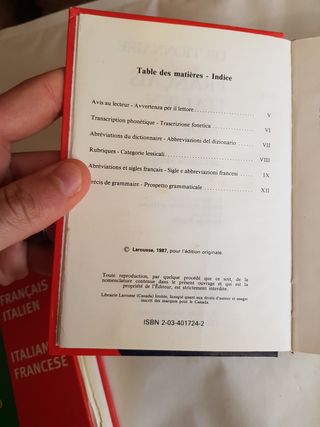 Table des matières - Indice
Avis au lecteur - Avvertenza per il lettore V
Transcription phonétique - Trascrizione fonetica VI
Abréviations du dictionnaire - Abbreviazioni del dizionario VII
Rubriques - Categorie lessicali VIII
Abréviations et sigles français - Sigle e abbreviazioni francesi IX
Précis de grammaire - Prospetto grammaticale XII
© Larousse, 1987, pour l'édition originale.
Toute reproduction, par quelque procédé que ce soit, de la
nomenclature contenue dans le présent ouvrage et qui est la
propriété de l'Éditeur, est strictement interdite.
Librairie Larousse (Canada) limitée, licencié quant aux droits d'auteur et usager
inscrit des marques pour le Canada.
ISBN 2-03-401724-2
FRANÇAIS
ITALIEN
ITALIAN
FRANCESE